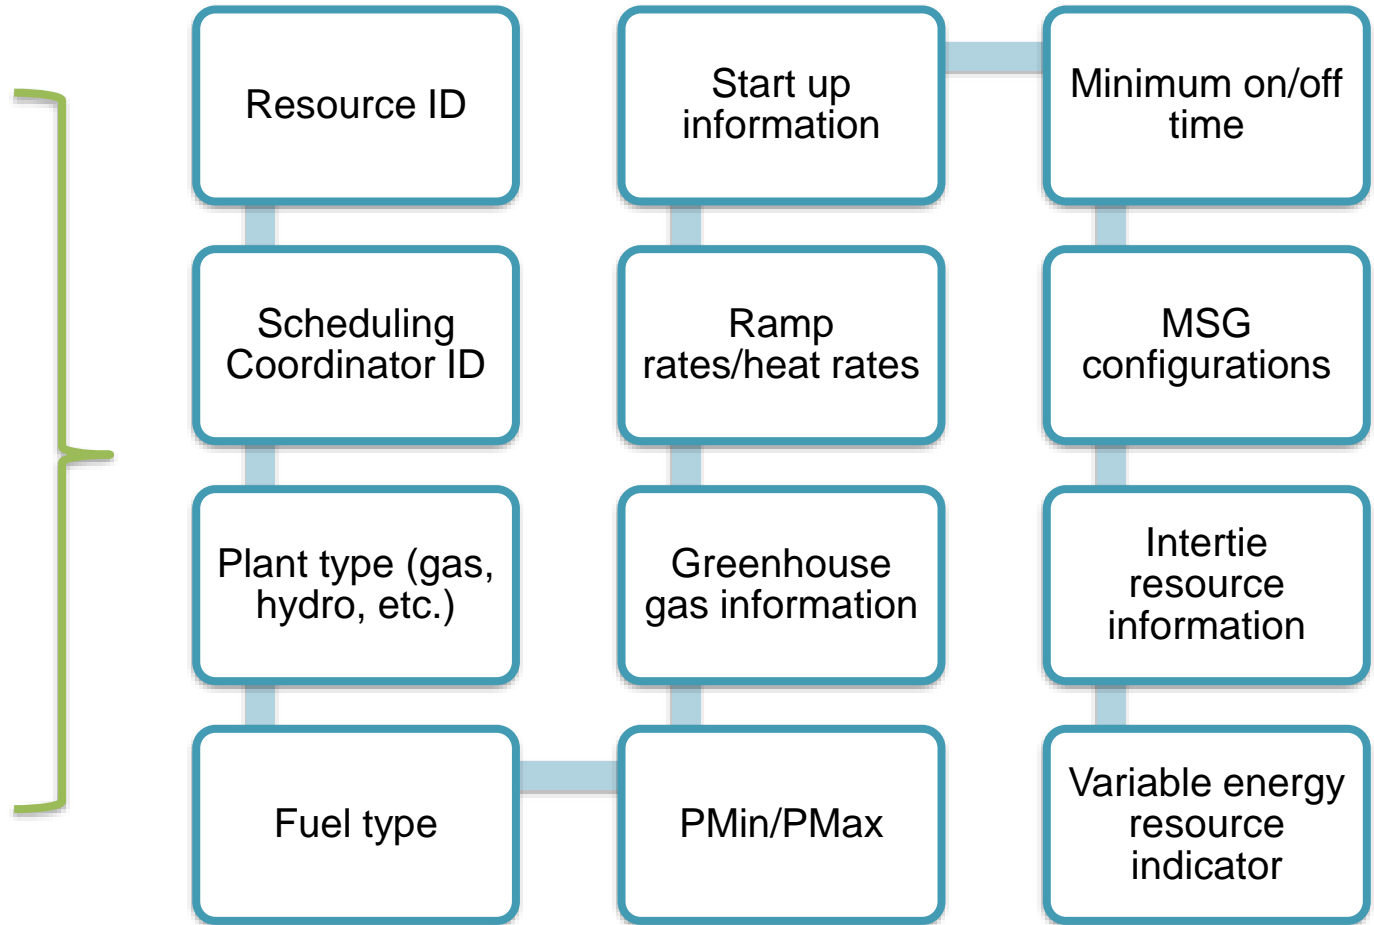 Resource ID
Scheduling
Coordinator ID
Plant type (gas,
hydro, etc.)
Fuel type
PMin/PMax
Greenhouse
gas information
Ramp
rates/heat rates
Start up
information
Minimum on/off
time
MSG
configurations
Intertie
resource
information
Variable energy
resource
indicator